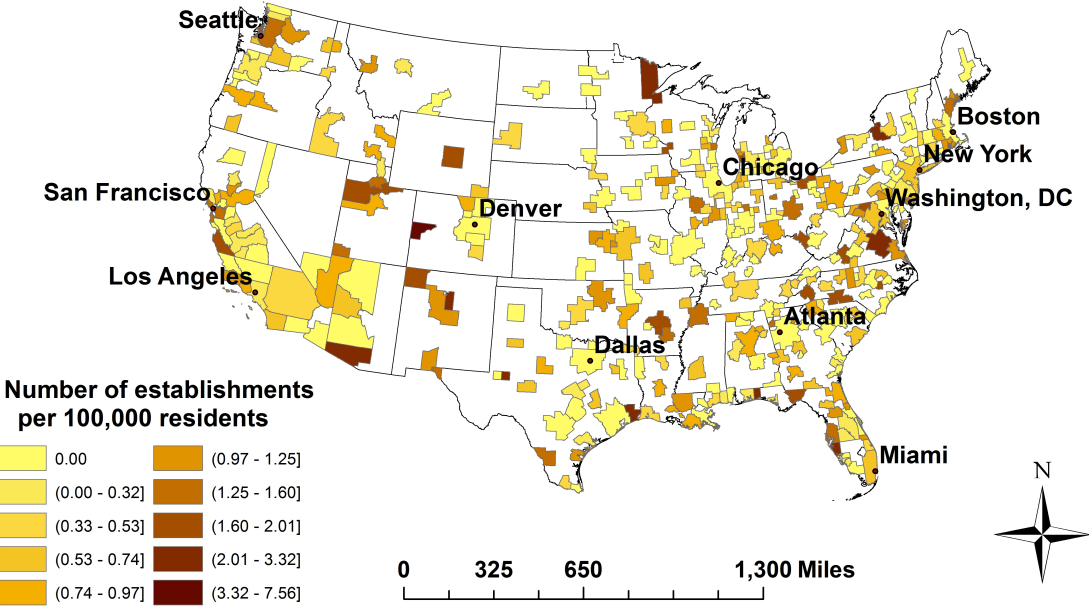 Seattle
Boston
New York
Chicago
San Francisco
Washington, DC
Denver
Los Angeles
Atlanta
Dallas
Number of establishments
per 100,000 residents
0.00
(0.97 - 1.25]
Miami
N
(0.00 - 0.32]
(1.25 - 1.60]
(0.33 - 0.53]
(1.60 - 2.01]
(0.53 - 0.74]
(2.01 - 3.32]
0 325 650 1,300 Miles
(0.74 - 0.97]
(3.32 - 7.56]